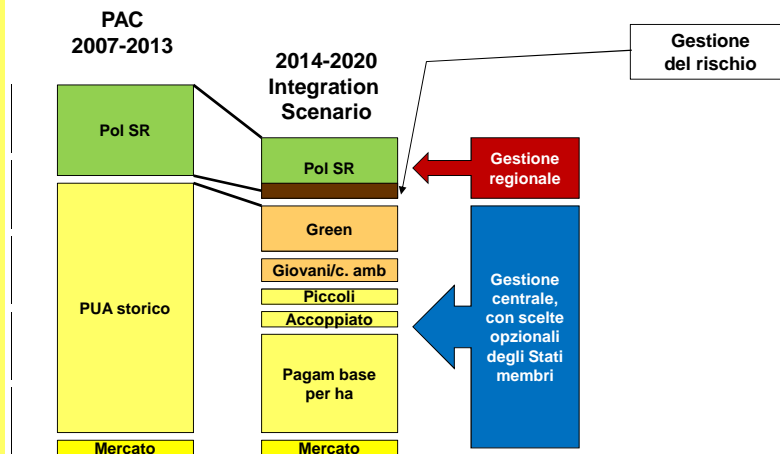 PAC
2007-2013
2014-2020
Integration
Scenario
Gestione
del rischio
Pol SR
Pol SR
Gestione
regionale
Green
Giovani/c. amb
Piccoli
Accoppiato
PUA storico
Pagam base
per ha
Gestione
centrale,
con scelte
opzionali
degli Stati
membri
Mercato
Mercato